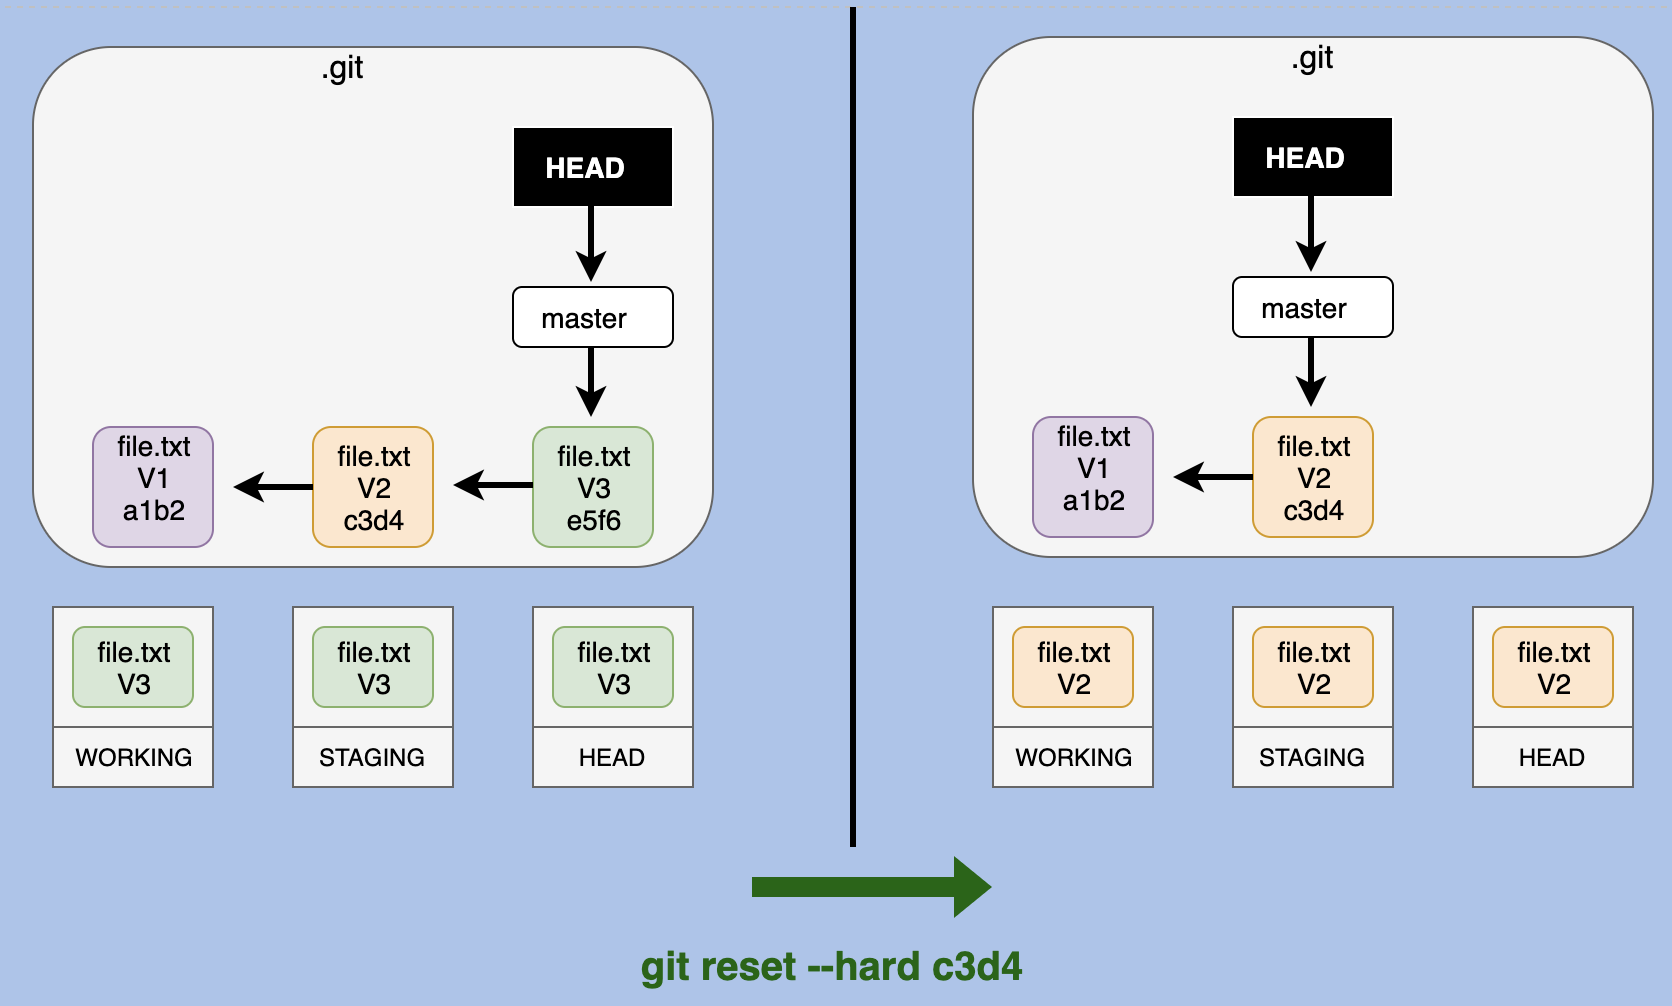 .git
HEAD
master
file.txt
V1
a1b2
file.txt
V2
c3d4
file.txt
V3
e5f6
file.txt
V3
WORKING
file.txt
V3
STAGING
file.txt
V3
HEAD
.git
HEAD
master
file.txt
V1
a1b2
file.txt
V2
c3d4
file.txt
V2
WORKING
file.txt
V2
STAGING
file.txt
V2
HEAD
git reset --hard c3d4